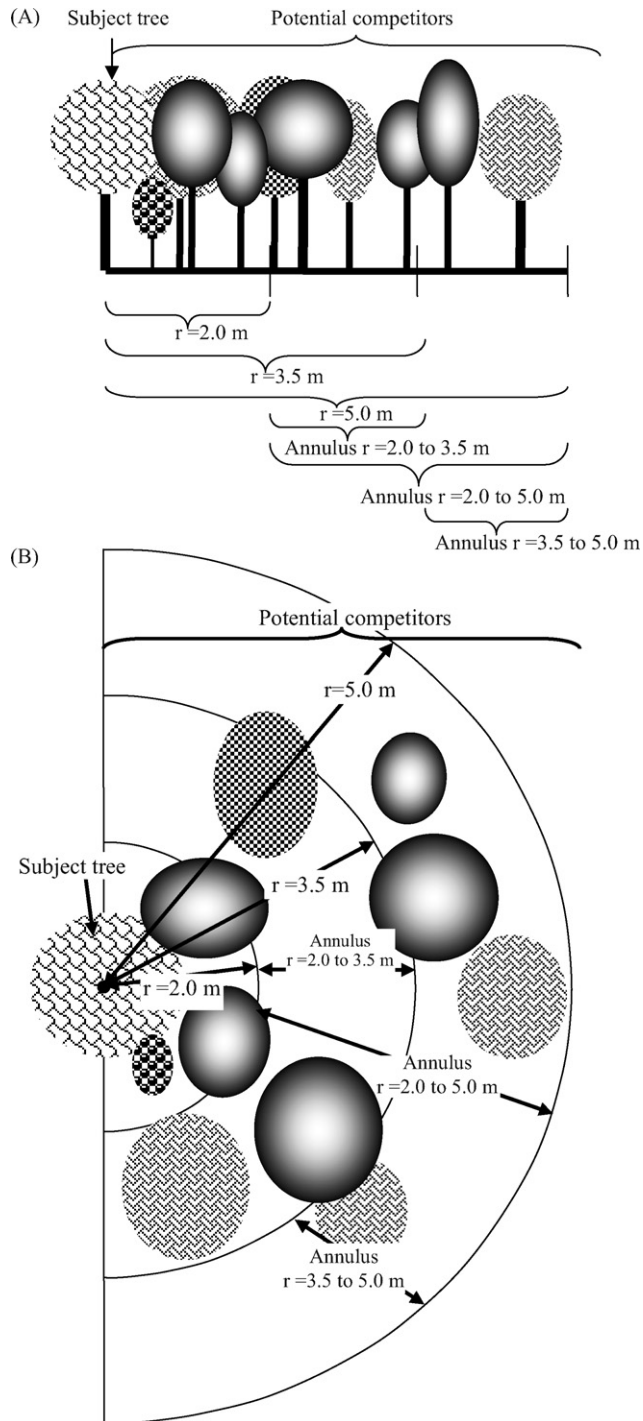 (A)
Subject tree
Potential competitors
r =2.0 m
r =3.5 m
r=5.0 m
Annulus r =2.0 to 3.5 m
Annulus r =2.0 to 5.0 m
Annulus r =3.5 to 5.0 m
(B)
Potential competitors
r=5.0 m
Subject tree
r =3.5 m
Annulus
r=2.0 to 3.5 m
r =2.0 m
Annulus
r=2.0 to 5.0 m
Annulus
r =3.5 to 5.0 m